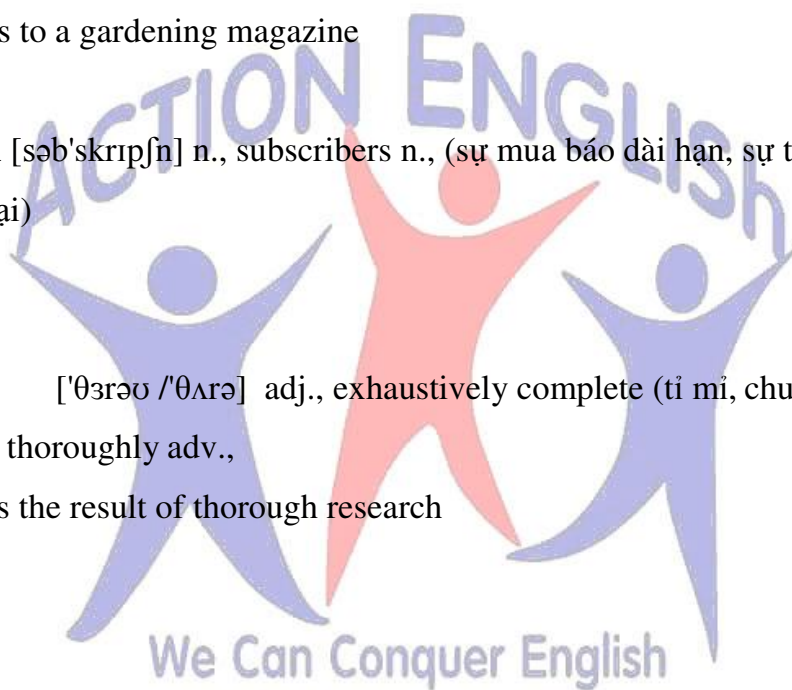 s to a gardening magazine
ACTION ENGLISh
[səb'skrɪpʃn] n., subscribers n., (sự mua báo dài hạn, sự t
ại)
['θɜrəʊ /'θʌrə] adj., exhaustively complete (tỉ mỉ, chu
thoroughly adv.,
s the result of thorough research
We Can Conquer English